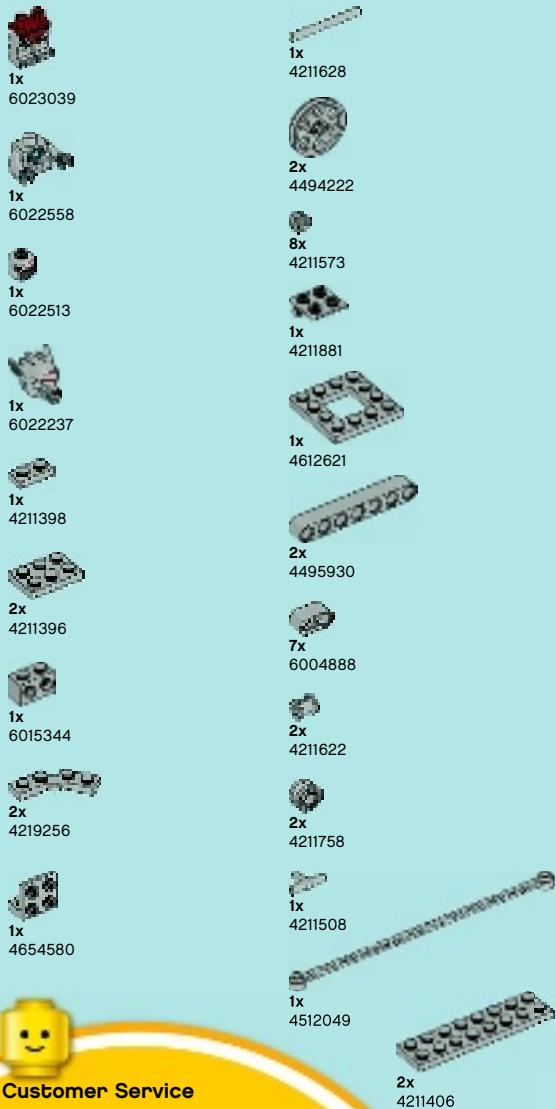 1x
6023039
1x
6022558
1x
6022513
1x
6022237
1x
4211398
2x
4211396
1x
6015344
2x
4219256
1x
4654580
1x
4211628
2x
4494222
8x
4211573
1x
4211881
1x
4612621
2x
4495930
7x
6004888
2x
4211622
2x
4211758
1x
4211508
1x
4512049
2x
4211406
Customer Service